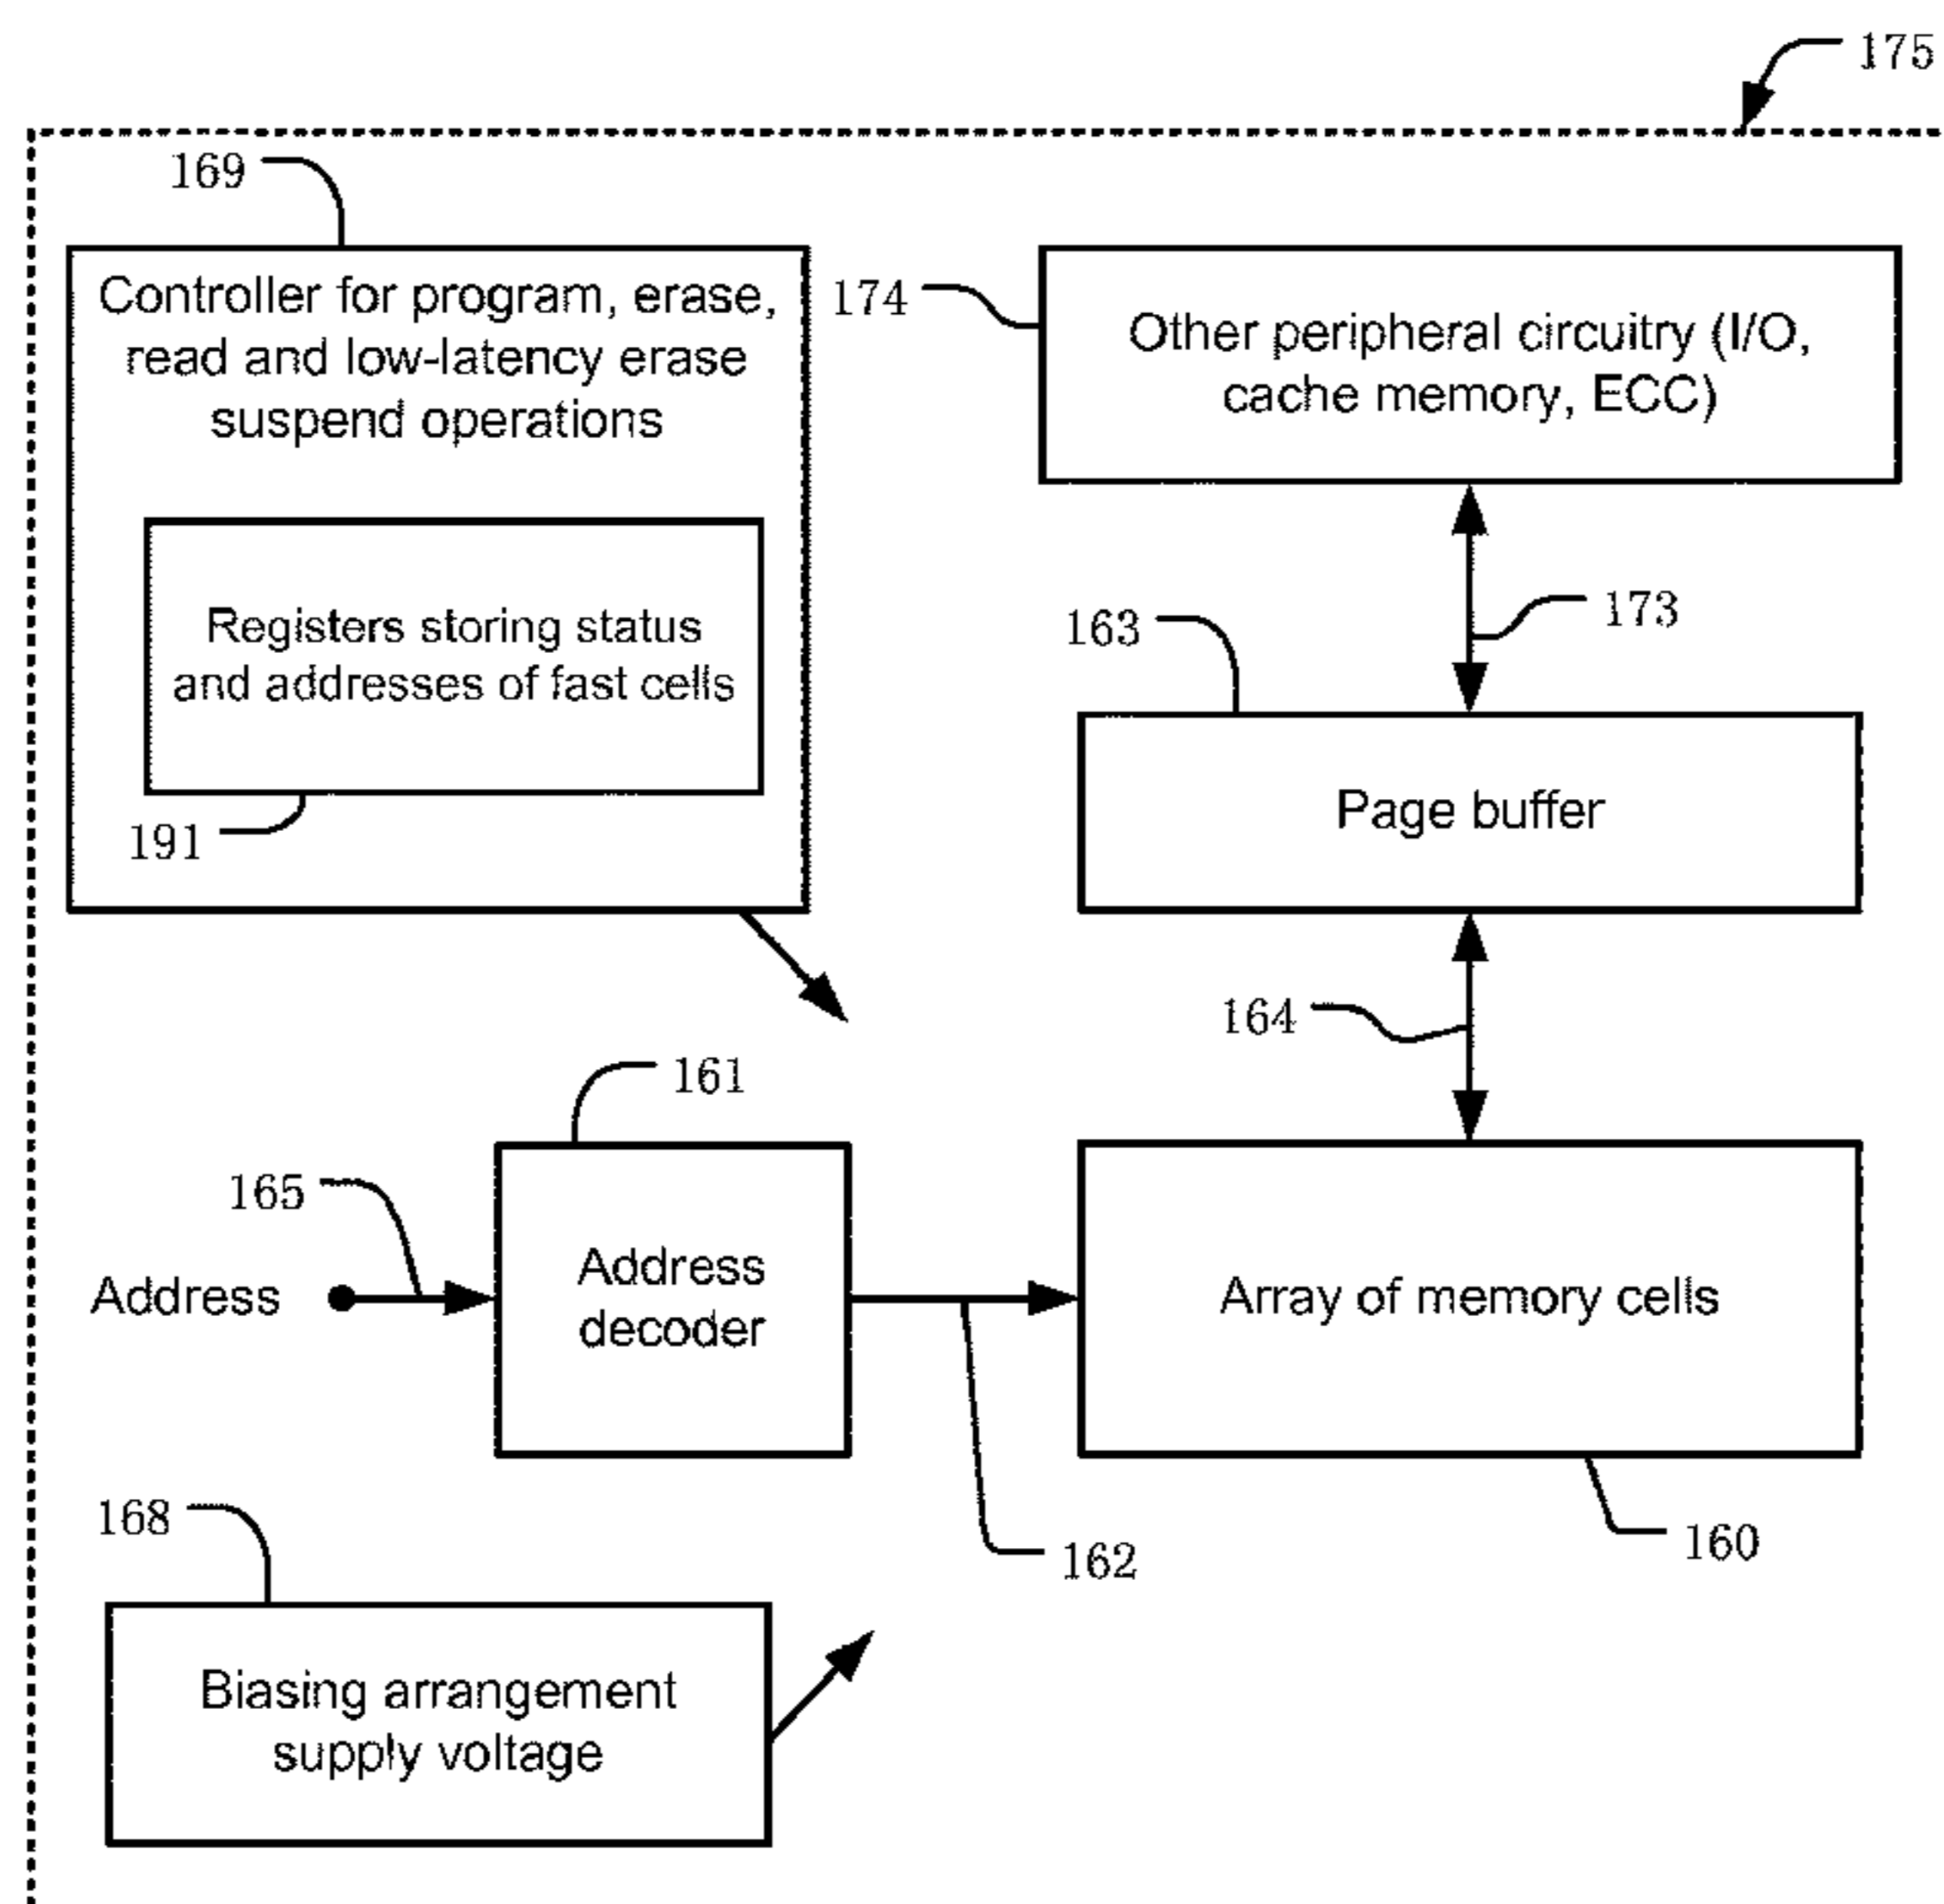 175
169
Controller for program, erase,
read and low-latency erase
suspend operations
174
Other peripheral circuitry (I/O,
cache memory, ECC)
Registers storing status
and addresses of fast cells
191
173
163
Page buffer
164
161
165
Address
Address
decoder
Array of memory cells
168
162
160
Biasing arrangement
supply voltage